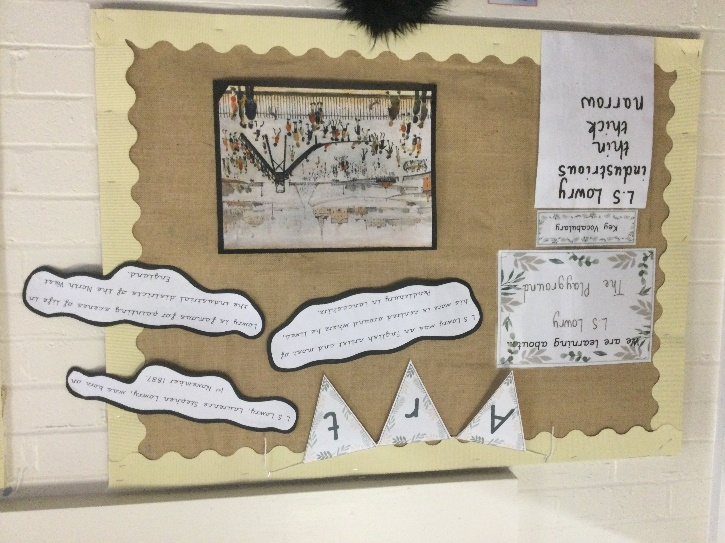 Art
L S Lowry, Laurence Stephen Lowry, was born on
1st November 1887
L S Lowry was an English artist and most of
his work is centred around where he lived,
Pendlebury in Lancashire.
Lowry is famous for painting scenes of life in
the industrial districts of the North West
England.
We are learning about...
L S Lowry
The Playground
Key Vocabulary
L.S Lowry
industrious
thin
thick
narrow